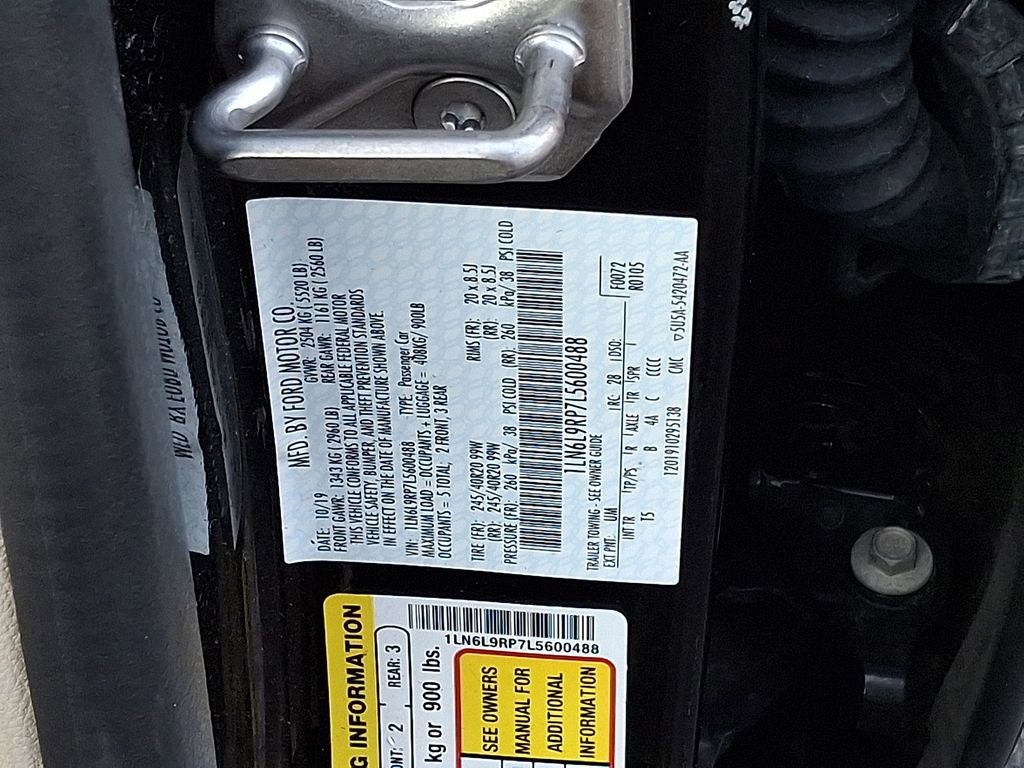 MFD. BY FORD MOTOR CO.
DATE: 10/19 GVWR: 2504 KG ( 5520 LB)
FRONT GAWR: 1343 KG ( 2960 LB) REAR GAWR: 1161 KG ( 2560 LB)
THIS VEHICLE CONFORMS TO ALL APPLICABLE FEDERAL MOTOR
VEHICLE SAFETY, BUMPER, AND THEFT PREVENTION STANDARDS
IN EFFECT ON THE DATE OF MANUFACTURE SHOWN ABOVE.
VIN: 1LN6L9RP7L5600488 TYPE: Passenger Car
MAXIMUM LOAD = OCCUPANTS + LUGGAGE = 408KG/ 900LB
OCCUPANTS = 5 TOTAL; 2 FRONT, 3 REAR
TIRE (FR): 245/40R20 99W RIMS (FR): 20 x 8.5J
(RR): 245/40R20 99W (RR): 20 x 8.5J
PRESSURE (FR): 260 kPa/ 38 PSI COLD (RR): 260 kPa/ 38 PSI COLD
1LN6L9RP7L5600488
TRAILER TOWING - SEE OWNER GUIDE
EXT PNT: UM RC: 28 DSO: F0072
R0105
INT TR TP/PS R AXLE TR SPR
T5 B 4A C CCCC
120191029513B CMC ▽5U5A-5420472-AA
G INFORMATION
ONT: 2 REAR: 3
kg or 900 lbs.
1LN6L9RP7L5600488
SEE OWNERS
MANUAL FOR
ADDITIONAL
INFORMATION